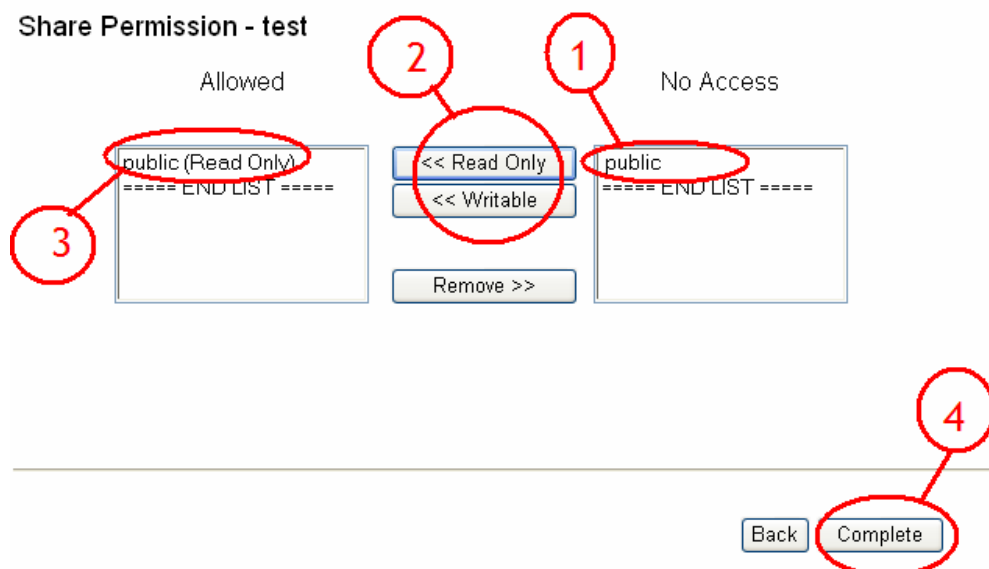 Share Permission - test
2
1
Allowed
No Access
public (Read Only)
===== END LIST =====
<< Read Only
<< Writable
Remove >>
public
===== END LIST =====
3
4
Back
Complete